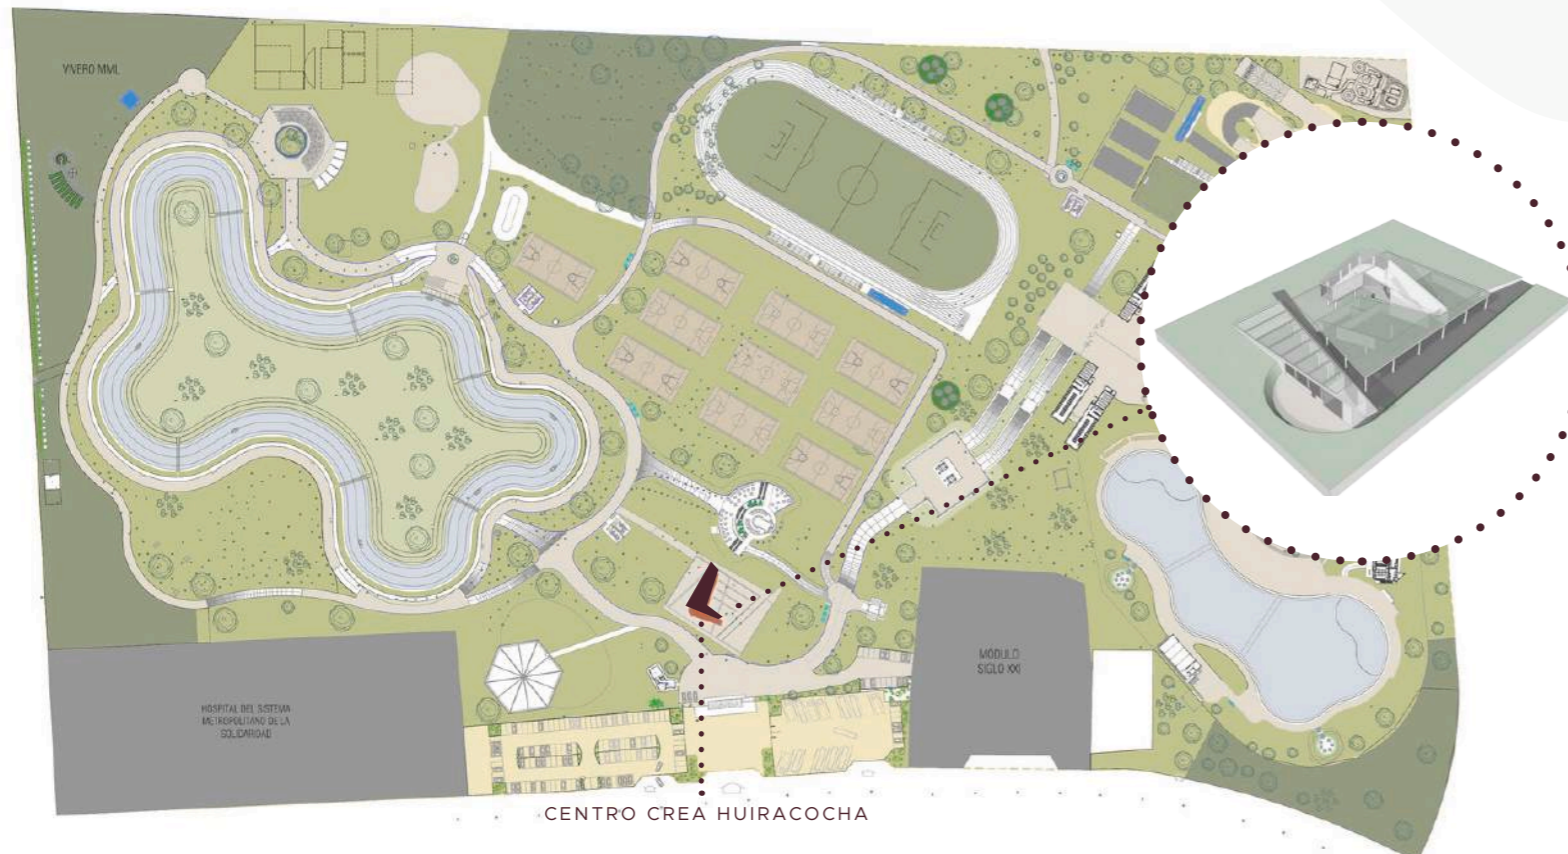 VIVERO MML
HOSPITAL DEL SISTEMA
METROPOLITANO DE LA
SOLIDARIDAD
MÓDULO
SIGLO XXI
CENTRO CREA HUIRACOCHA